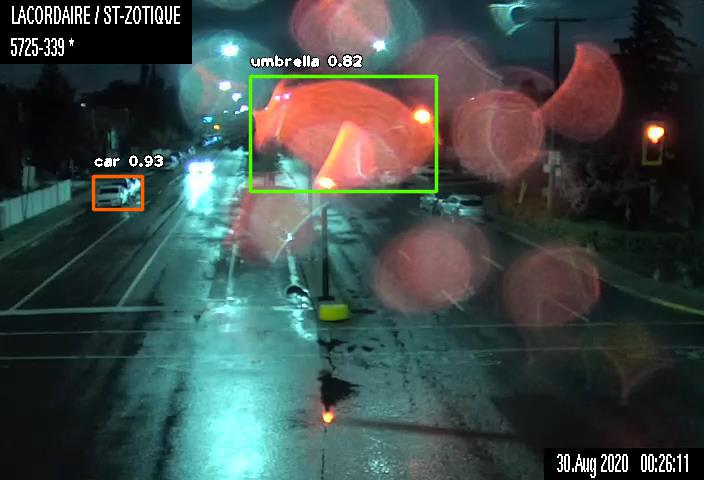 LACORDAIRE / ST-ZOTIQUE
5725-339 *
umbrella 0.82
car 0.93
30.Aug 2020 00:26:11